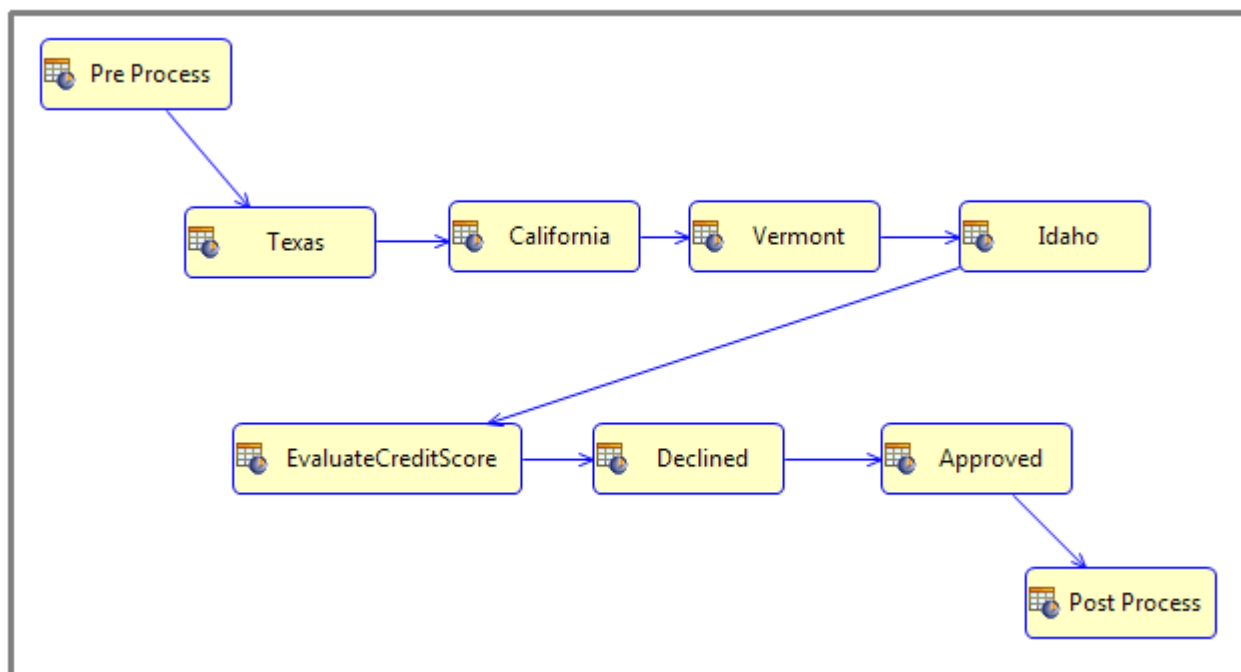 Pre Process
Texas
California
Vermont
Idaho
EvaluateCreditScore
Declined
Approved
Post Process